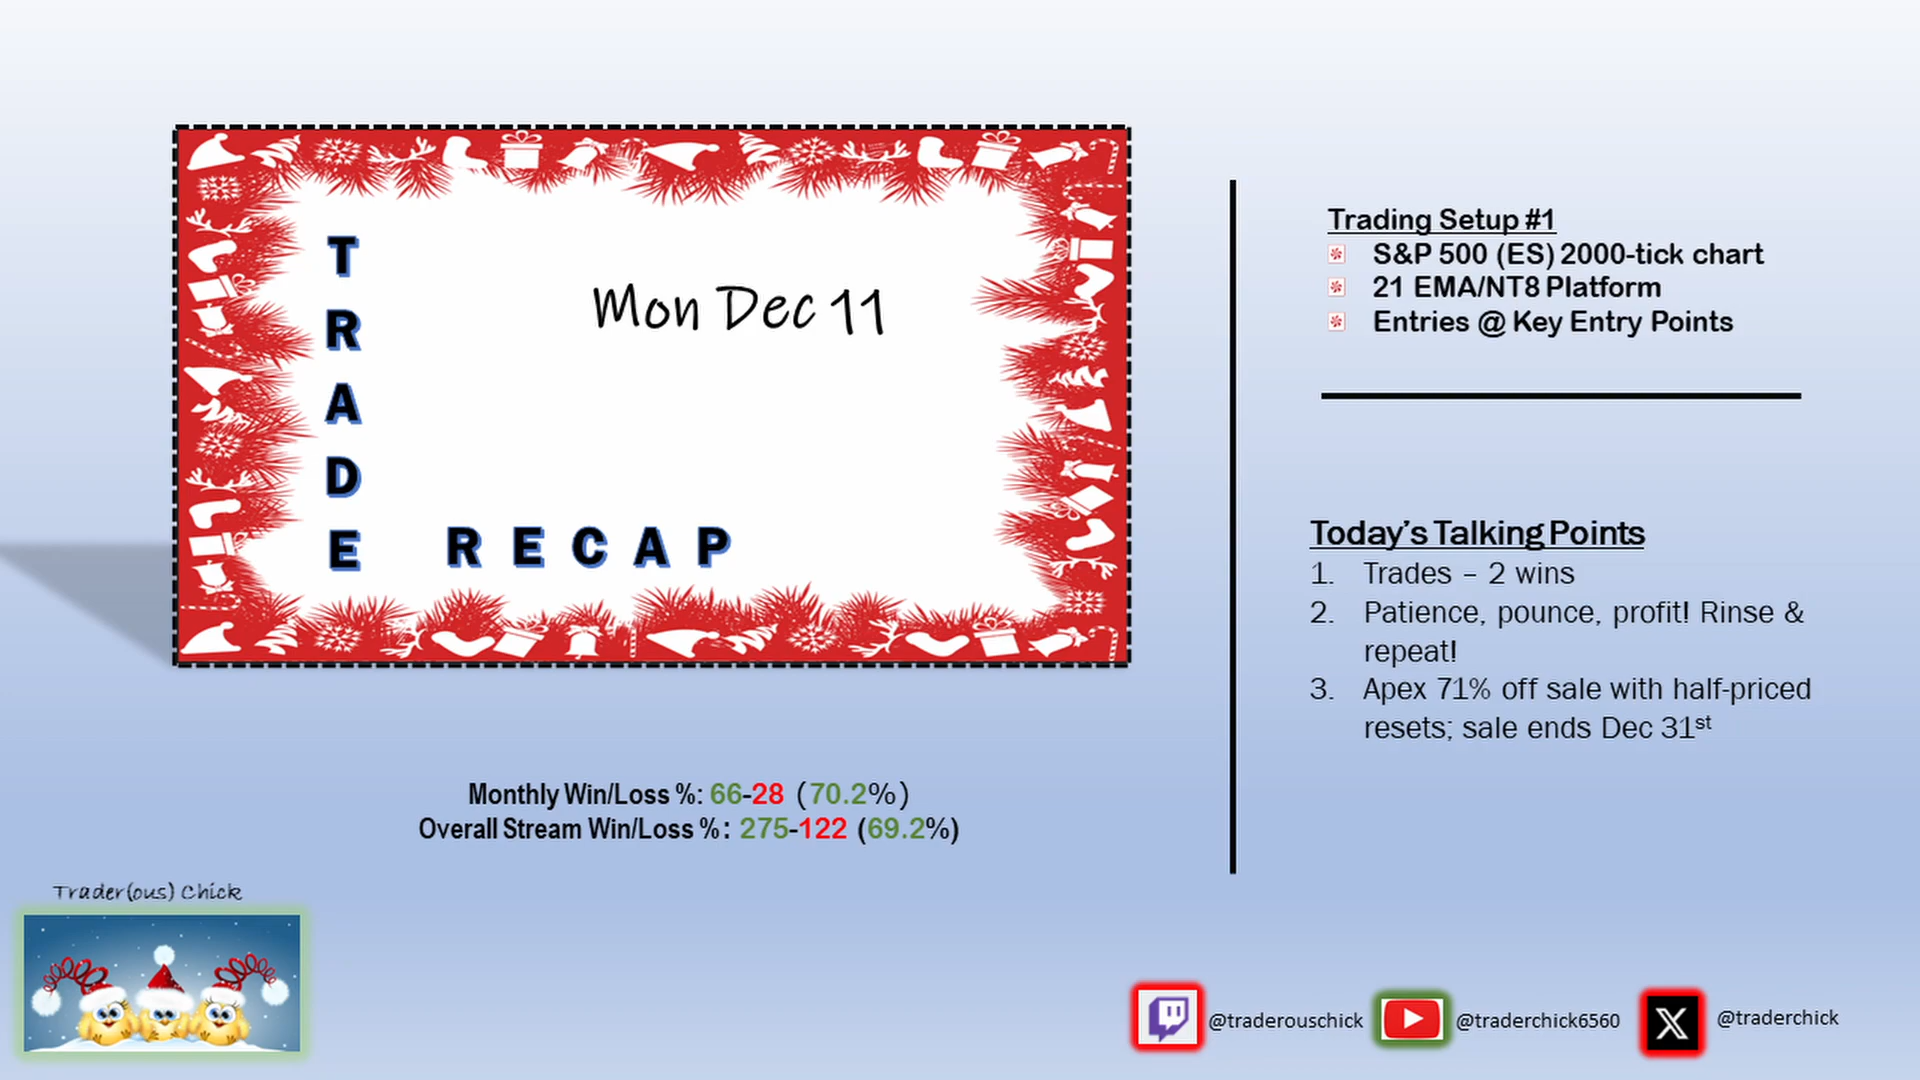 TRADE
RECAP
Mon Dec 11
Monthly Win/Loss %: 66-28 (70.2%)
Overall Stream Win/Loss %: 275-122 (69.2%)
Trader(ous) Chick
Trading Setup #1
S&P 500 (ES) 2000-tick chart
21 EMA/NT8 Platform
Entries @ Key Entry Points
Today's Talking Points
1. Trades – 2 wins
2. Patience, pounce, profit! Rinse &
repeat!
3. Apex 71% off sale with half-priced
resets; sale ends Dec 31st
@traderouschick
@traderchick6560
X
@traderchick